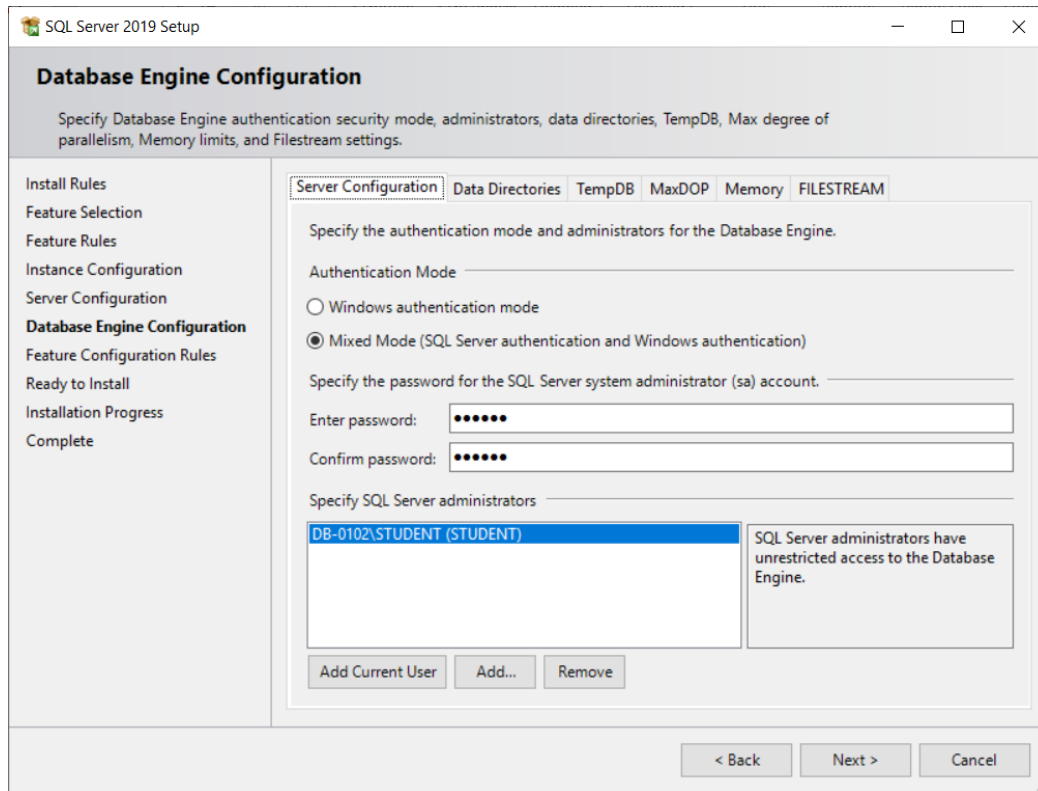 SQL Server 2019 Setup
Database Engine Configuration
Specify Database Engine authentication security mode, administrators, data directories, TempDB, Max degree of
parallelism, Memory limits, and Filestream settings.
Install Rules
Feature Selection
Feature Rules
Instance Configuration
Server Configuration
Database Engine Configuration
Feature Configuration Rules
Ready to Install
Installation Progress
Complete
Server Configuration Data Directories TempDB MaxDOP Memory FILESTREAM
Specify the authentication mode and administrators for the Database Engine.
Authentication Mode
Windows authentication mode
Mixed Mode (SQL Server authentication and Windows authentication)
Specify the password for the SQL Server system administrator (sa) account.
Enter password: ●●●●●●
Confirm password: ●●●●●●
Specify SQL Server administrators
DB-0102\STUDENT (STUDENT)
SQL Server administrators have
unrestricted access to the Database
Engine.
Add Current User Add... Remove
< Back Next > Cancel